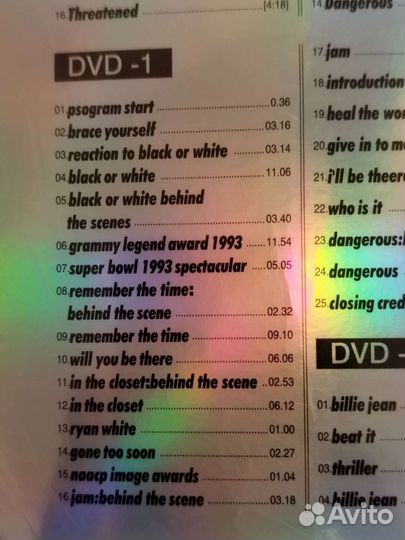 16. Threatened [4:18]
DVD -1
01. psogram start 0.36
02. brace yourself 03.16
03. reaction to black or white 03.14
04. black or white 11.06
05. black or white behind
the scenes 03.40
06. grammy legend award 1993 11.54
07. super bowl 1993 spectacular 05.05
08. remember the time:
behind the scene 02.32
09. remember the time 09.10
10. will you be there 06.06
11. in the closet:behind the scene 02.53
12. in the closet 06.12
13. ryan white 01.00
14. gone too soon 02.27
15. naacp image awards 01.04
16. jam:behind the scene 03.18
14. Dangerous
17. jam
18. introduction
19. heal the wor
20. give in to me
21. i'll be theere
22. who is it
23. dangerous:b
24. dangerous
25. closing cred
DVD -
01. billie jean
02. beat it
03. thriller
04. billie jean
Avito